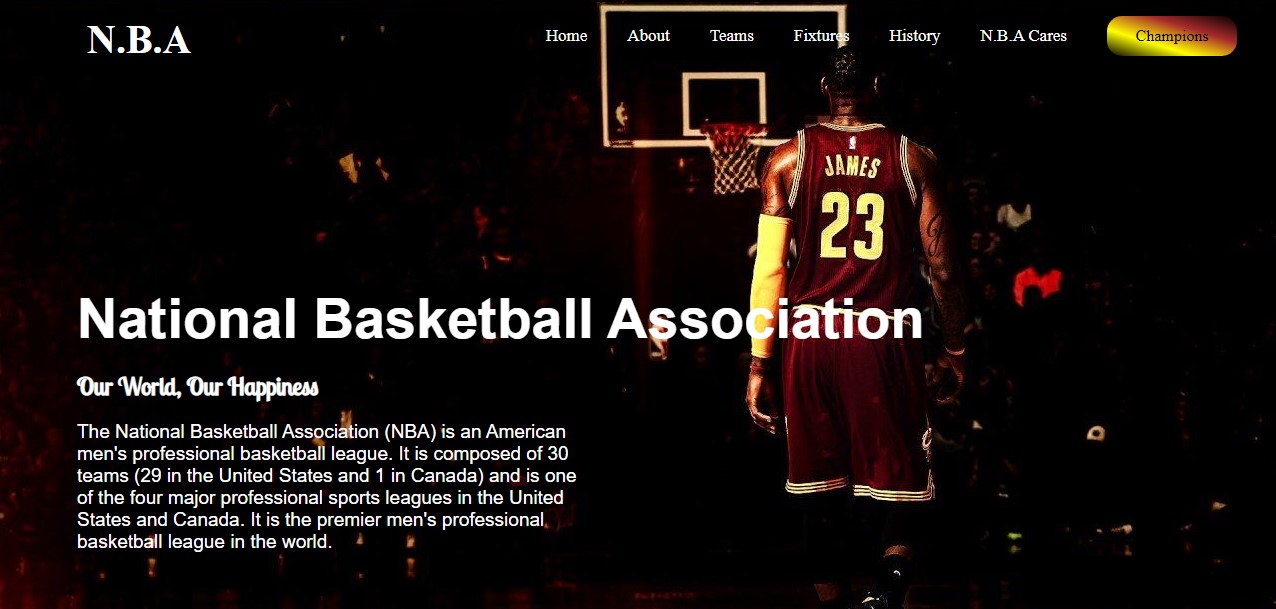 N.B.A
Home About Teams Fixtures History N.B.A Cares Champions
JAMES
23
National Basketball Association
Our World, Our Happiness
The National Basketball Association (NBA) is an American
men's professional basketball league. It is composed of 30
teams (29 in the United States and 1 in Canada) and is one
of the four major professional sports leagues in the United
States and Canada. It is the premier men's professional
basketball league in the world.